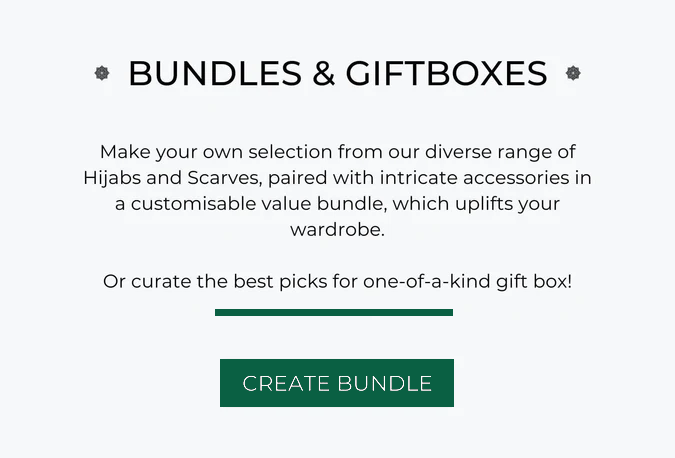 BUNDLES & GIFTBOXES
Make your own selection from our diverse range of
Hijabs and Scarves, paired with intricate accessories in
a customisable value bundle, which uplifts your
wardrobe.
Or curate the best picks for one-of-a-kind gift box!
CREATE BUNDLE